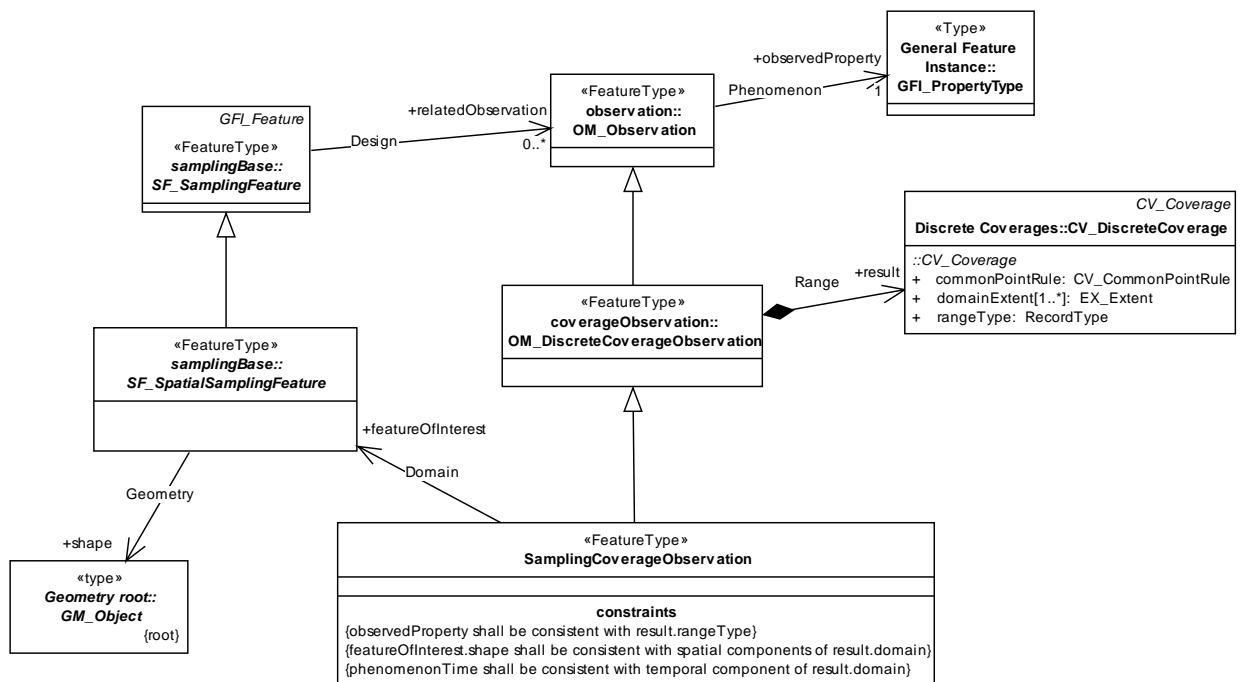 «Type»
General Feature
Instance::
GFI_PropertyType
+observedProperty
Phenomenon
1
«FeatureType»
observation::
OM_Observation
+relatedObservation
Design
0..*
GFI_Feature
«FeatureType»
samplingBase::
SF_SamplingFeature
CV_Coverage
Discrete Coverages::CV_DiscreteCoverage
::CV_Coverage
+ commonPointRule: CV_CommonPointRule
+ domainExtent[1..*]: EX_Extent
+ rangeType: RecordType
Range
+result
«FeatureType»
coverageObservation::
OM_DiscreteCoverageObservation
«FeatureType»
samplingBase::
SF_SpatialSamplingFeature
+featureOfInterest
Domain
Geometry
+shape
«type»
Geometry root::
GM_Object
{root}
«FeatureType»
SamplingCoverageObservation
constraints
{observedProperty shall be consistent with result.rangeType}
{featureOfInterest.shape shall be consistent with spatial components of result.domain}
{phenomenonTime shall be consistent with temporal component of result.domain}